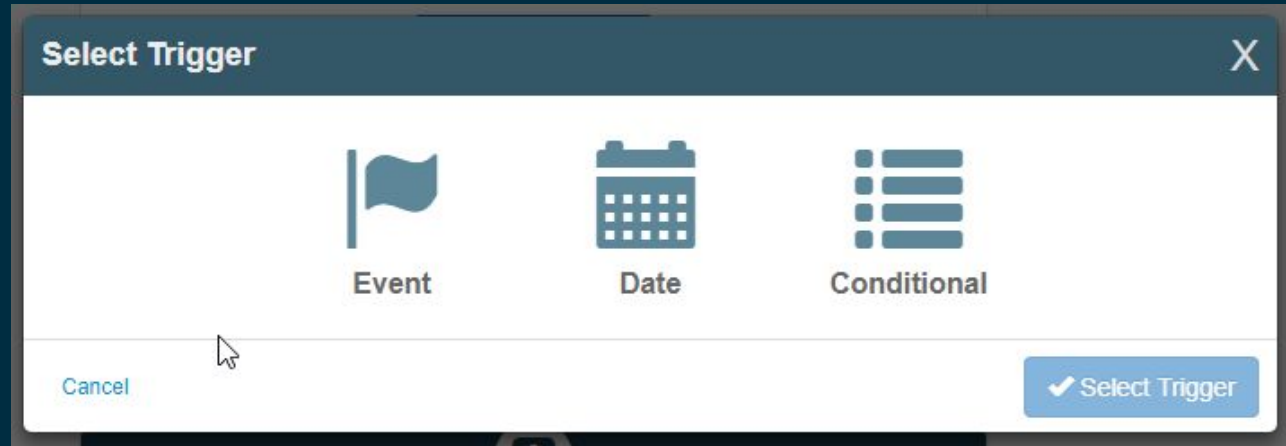 Select Trigger X
Event Date Conditional
Cancel Select Trigger